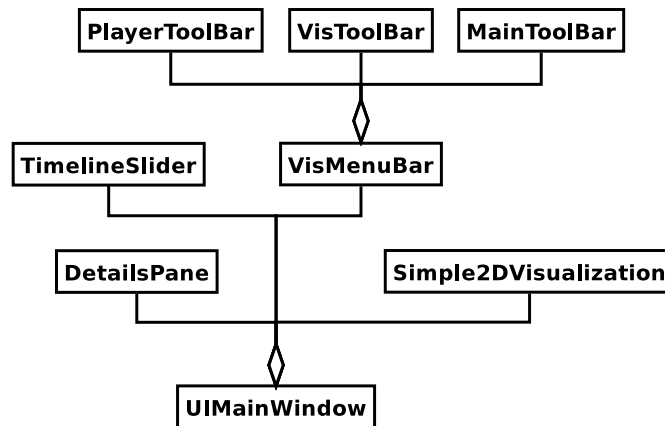 PlayerToolBar
VisToolBar
MainToolBar
TimelineSlider
VisMenuBar
DetailsPane
Simple2DVisualization
UIMainWindow